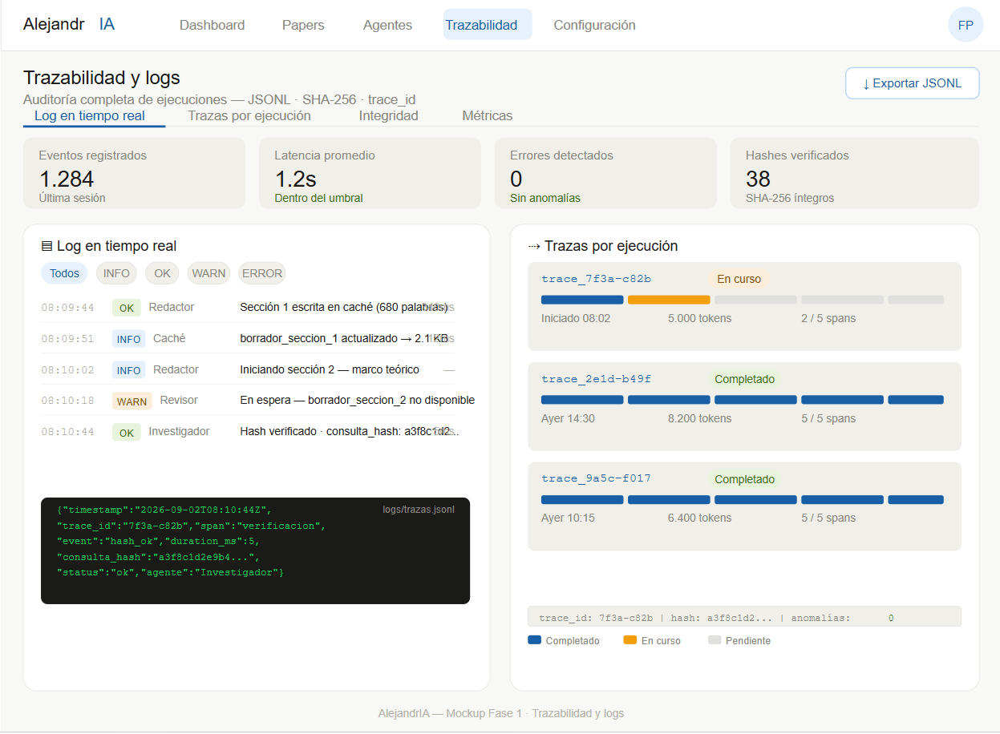 Alejandr IA Dashboard Papers Agentes Trazabilidad Configuración FP
Trazabilidad y logs
↓ Exportar JSONL
Auditoría completa de ejecuciones — JSONL · SHA-256 · trace_id
Log en tiempo real Trazas por ejecución Integridad Métricas
Eventos registrados
1.284
Última sesión
Latencia promedio
1.2s
Dentro del umbral
Errores detectados
0
Sin anomalías
Hashes verificados
38
SHA-256 íntegros
▤ Log en tiempo real
Todos INFO OK WARN ERROR
08:09:44 OK Redactor Sección 1 escrita en caché (680 palabras)
08:09:51 INFO Caché borrador_seccion_1 actualizado → 2.1 KB
08:10:02 INFO Redactor Iniciando sección 2 — marco teórico —
08:10:18 WARN Revisor En espera — borrador_seccion_2 no disponible
08:10:44 OK Investigador Hash verificado · consulta_hash: a3f8c1d2...
logs/trazas.jsonl
{"timestamp":"2026-09-02T08:10:44Z",
"trace_id":"7f3a-c82b","span":"verificacion",
"event":"hash_ok","duration_ms":5,
"consulta_hash":"a3f8c1d2e9b4...",
"status":"ok","agente":"Investigador"}
⤏ Trazas por ejecución
trace_7f3a-c82b En curso
Iniciado 08:02 5.000 tokens 2 / 5 spans
trace_2e1d-b49f Completado
Ayer 14:30 8.200 tokens 5 / 5 spans
trace_9a5c-f017 Completado
Ayer 10:15 6.400 tokens 5 / 5 spans
trace_id: 7f3a-c82b | hash: a3f8c1d2... | anomalías: 0
Completado En curso Pendiente
AlejandrIA — Mockup Fase 1 · Trazabilidad y logs